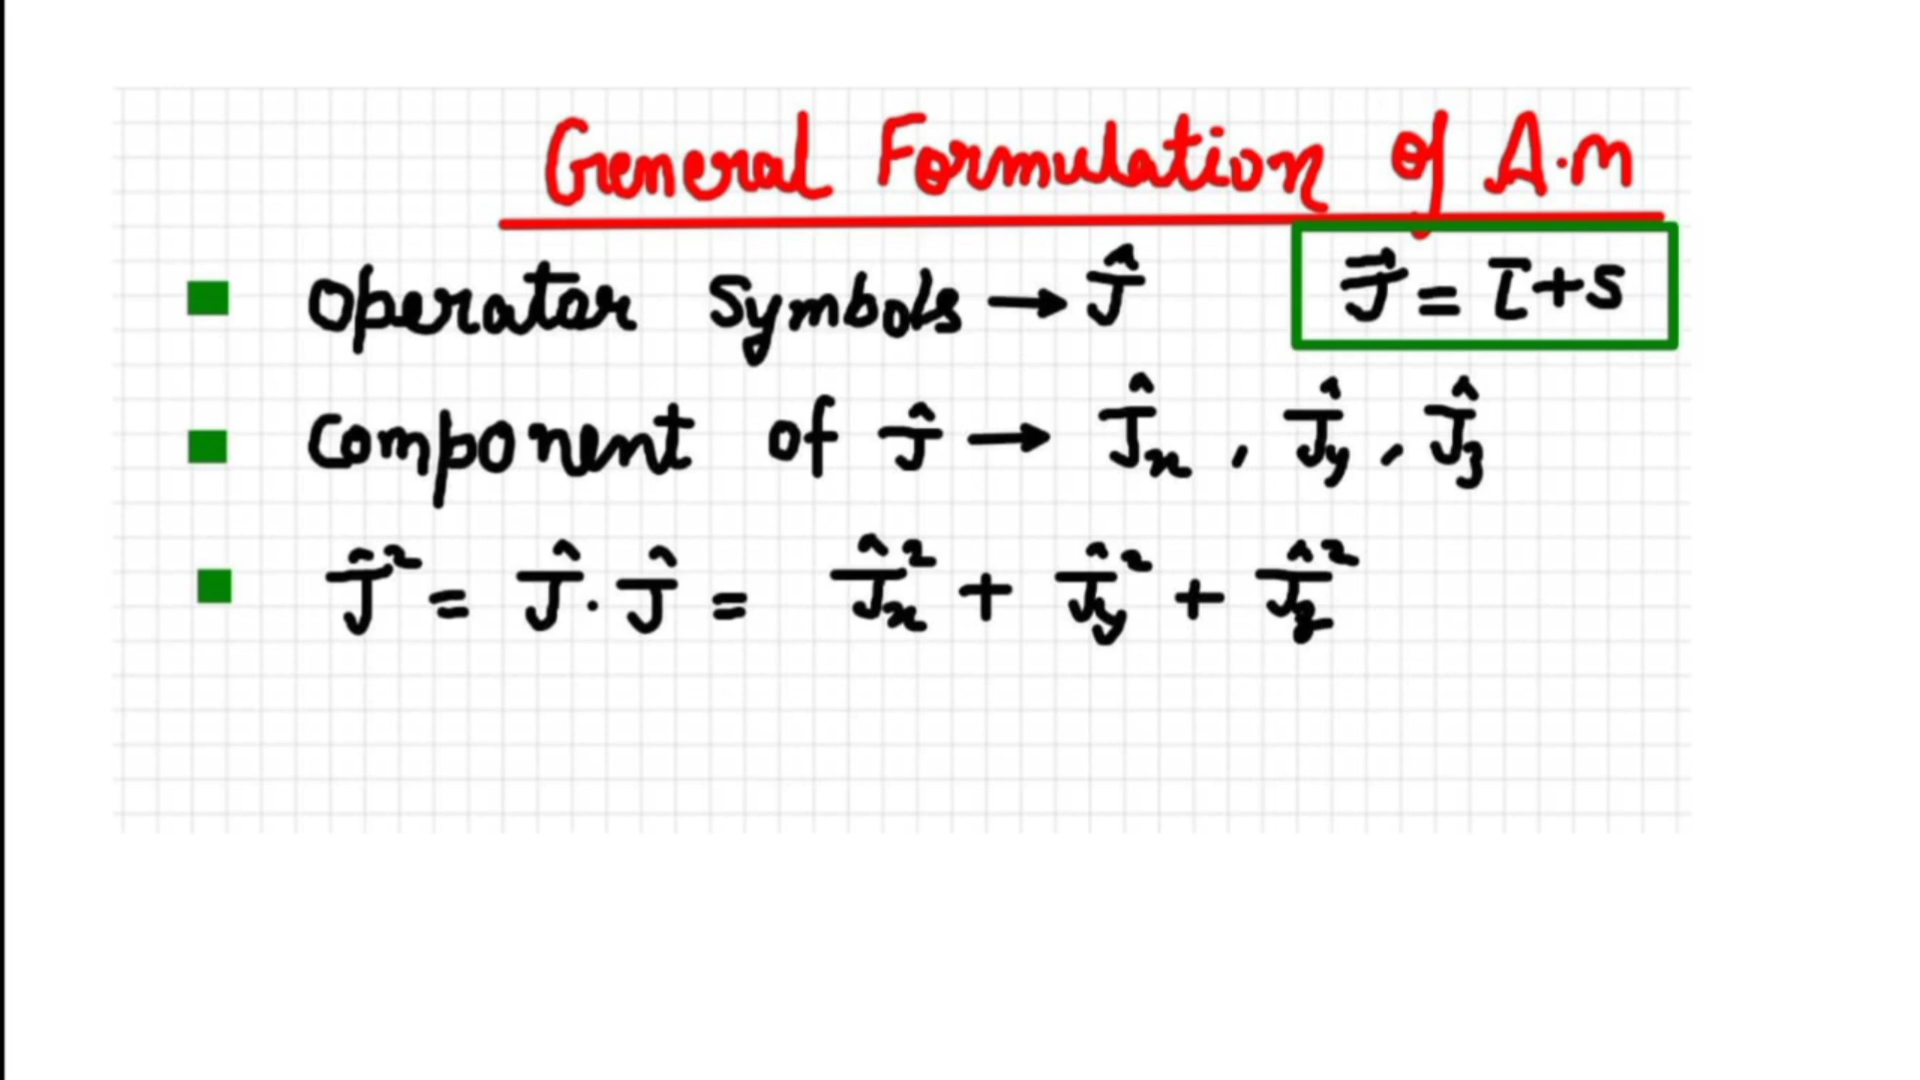 General Formulation of A.M
Operator Symbols → Ĵ
J⃗ = L̄+S
Component of Ĵ → Ĵx , Ĵy , Ĵz
Ĵ² = Ĵ . Ĵ = Ĵx² + Ĵy² + Ĵz²